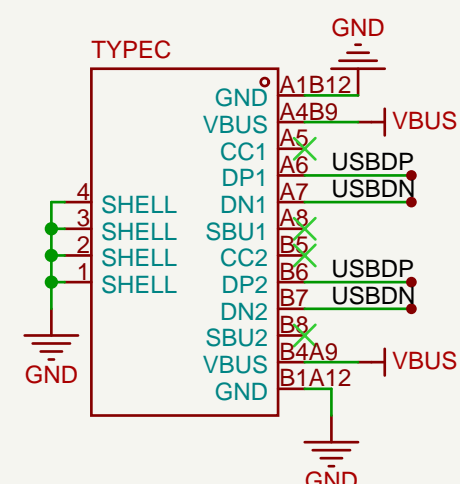 GND
TYPEC
GND A1B12
VBUS A4B9 VBUS
CC1 A5
DP1 A6 USBDP
4 SHELL DN1 A7 USBDN
3 SHELL SBU1 A8
2 SHELL CC2 B5
1 SHELL DP2 B6 USBDP
DN2 B7 USBDN
SBU2 B8
GND VBUS B4A9 VBUS
GND B1A12
GND